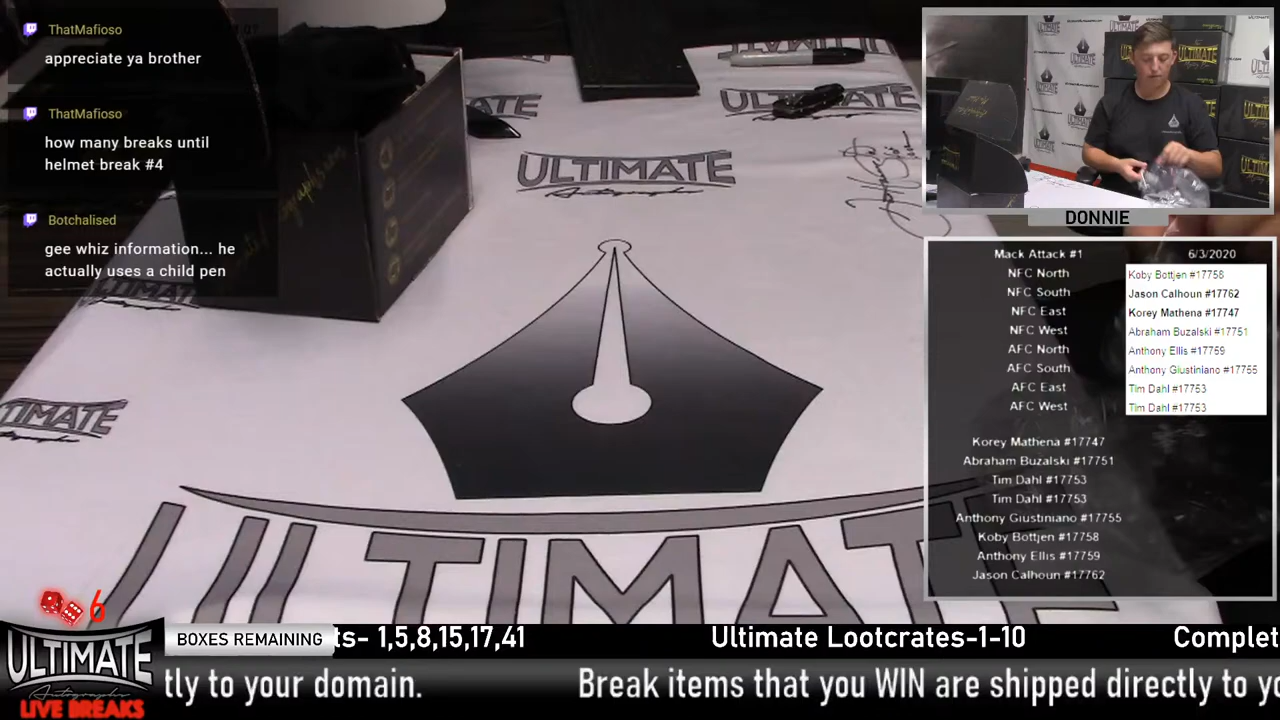 ThatMafioso
appreciate ya brother
ThatMafioso
how many breaks until
helmet break #4
Botchalised
gee whiz information... he
actually uses a child pen
ULTIMATE
ULTIMATE
ULTIMATE
ULTIMATE
DONNIE
Mack Attack #1 6/3/2020
NFC North Koby Bottjen #17758
NFC South Jason Calhoun #17762
NFC East Korey Mathena #17747
NFC West Abraham Buzalski #17751
AFC North Anthony Ellis #17759
AFC South Anthony Giustiniano #17755
AFC East Tim Dahl #17753
AFC West Tim Dahl #17753
Korey Mathena #17747
Abraham Buzalski #17751
Tim Dahl #17753
Tim Dahl #17753
Anthony Giustiniano #17755
Koby Bottjen #17758
Anthony Ellis #17759
Jason Calhoun #17762
ULTIMATE
6
ULTIMATE
Autographs
LIVE BREAKS
BOXES REMAINING
ts- 1,5,8,15,17,41 Ultimate Lootcrates-1-10 Complet
tly to your domain. Break items that you WIN are shipped directly to yo